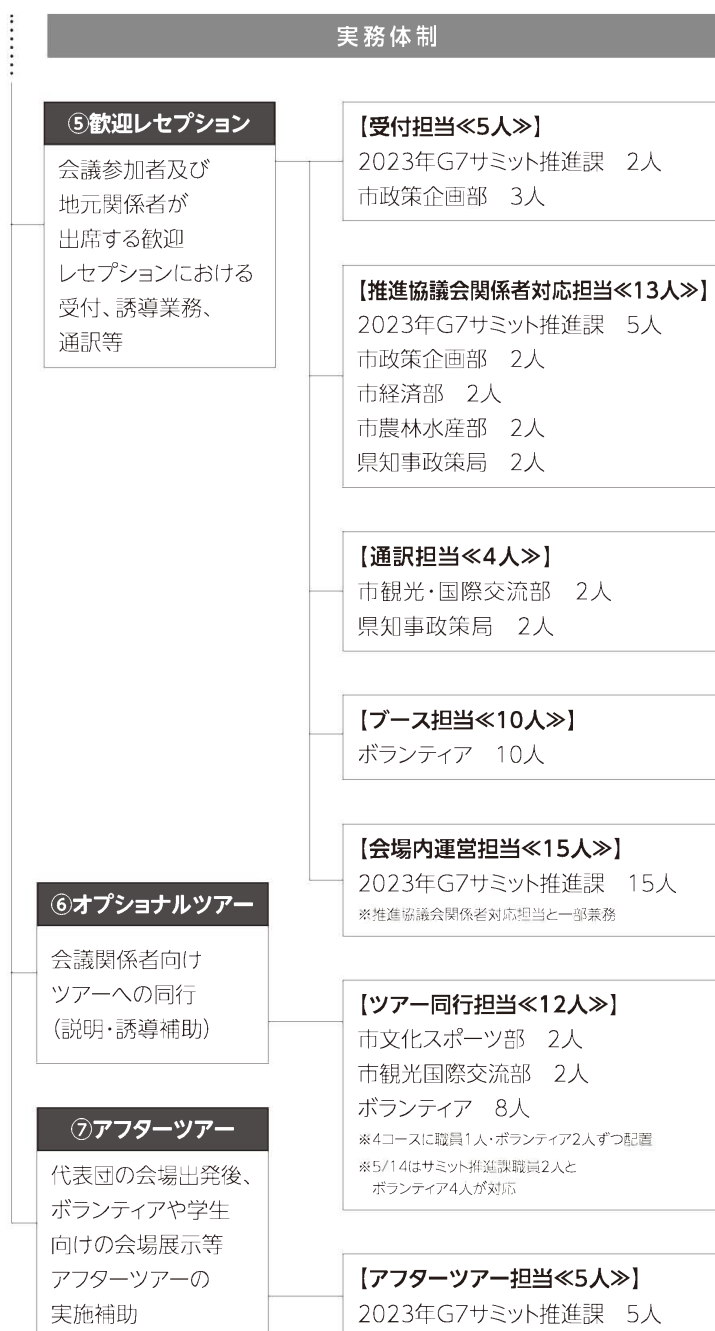 実務体制
⑤歓迎レセプション
会議参加者及び
地元関係者が
出席する歓迎
レセプションにおける
受付、誘導業務、
通訳等
【受付担当≪5人≫】
2023年G7サミット推進課　2人
市政策企画部　3人
【推進協議会関係者対応担当≪13人≫】
2023年G7サミット推進課　5人
市政策企画部　2人
市経済部　2人
市農林水産部　2人
県知事政策局　2人
【通訳担当≪4人≫】
市観光・国際交流部　2人
県知事政策局　2人
【ブース担当≪10人≫】
ボランティア　10人
【会場内運営担当≪15人≫】
2023年G7サミット推進課　15人
※推進協議会関係者対応担当と一部兼務
⑥オプショナルツアー
会議関係者向け
ツアーへの同行
（説明・誘導補助）
【ツアー同行担当≪12人≫】
市文化スポーツ部　2人
市観光国際交流部　2人
ボランティア　8人
※4コースに職員1人・ボランティア2人ずつ配置
※5/14はサミット推進課職員2人と
ボランティア4人が対応
⑦アフターツアー
代表団の会場出発後、
ボランティアや学生
向けの会場展示等
アフターツアーの
実施補助
【アフターツアー担当≪5人≫】
2023年G7サミット推進課　5人